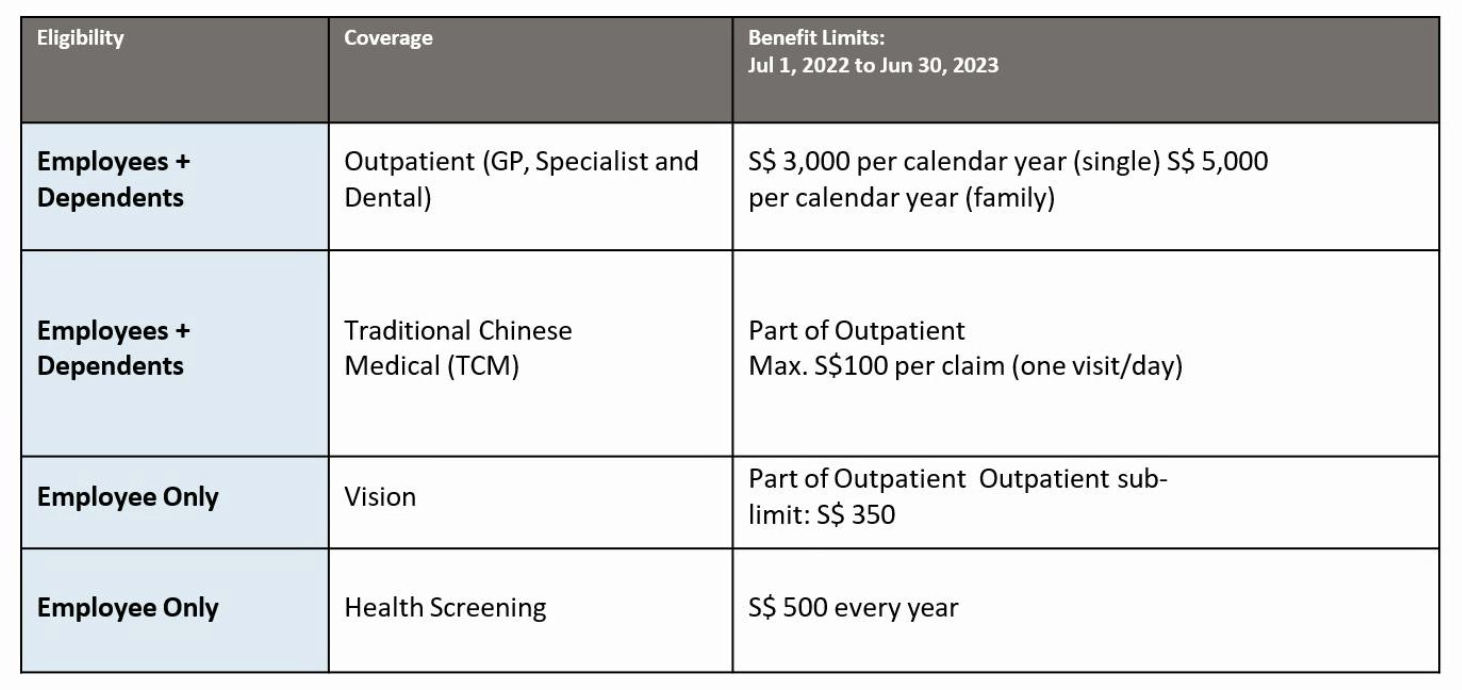 Eligibility
Coverage
Benefit Limits:
Jul 1, 2022 to Jun 30, 2023
Employees +
Dependents
Outpatient (GP, Specialist and
Dental)
S$ 3,000 per calendar year (single) S$ 5,000
per calendar year (family)
Employees +
Dependents
Traditional Chinese
Medical (TCM)
Part of Outpatient
Max. S$100 per claim (one visit/day)
Employee Only
Vision
Part of Outpatient  Outpatient sub-
limit: S$ 350
Employee Only
Health Screening
S$ 500 every year